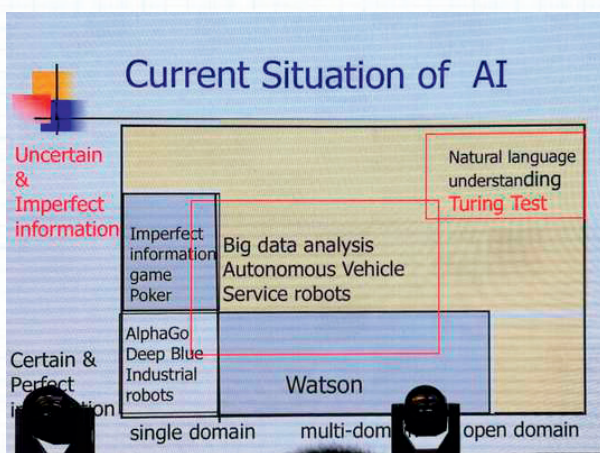 Current Situation of AI
Uncertain
&
Imperfect
information
Natural language
understanding
Turing Test
Imperfect
information
game
Poker
Big data analysis
Autonomous Vehicle
Service robots
AlphaGo
Deep Blue
Industrial
robots
Watson
Certain &
Perfect
single domain
open domain